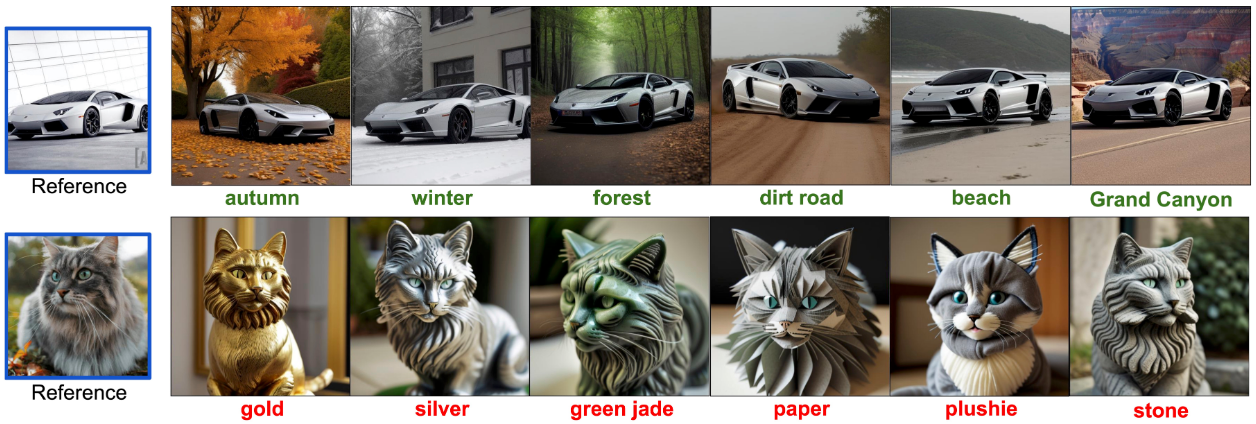 Reference
autumn
winter
forest
dirt road
beach
Grand Canyon
Reference
gold
silver
green jade
paper
plushie
stone